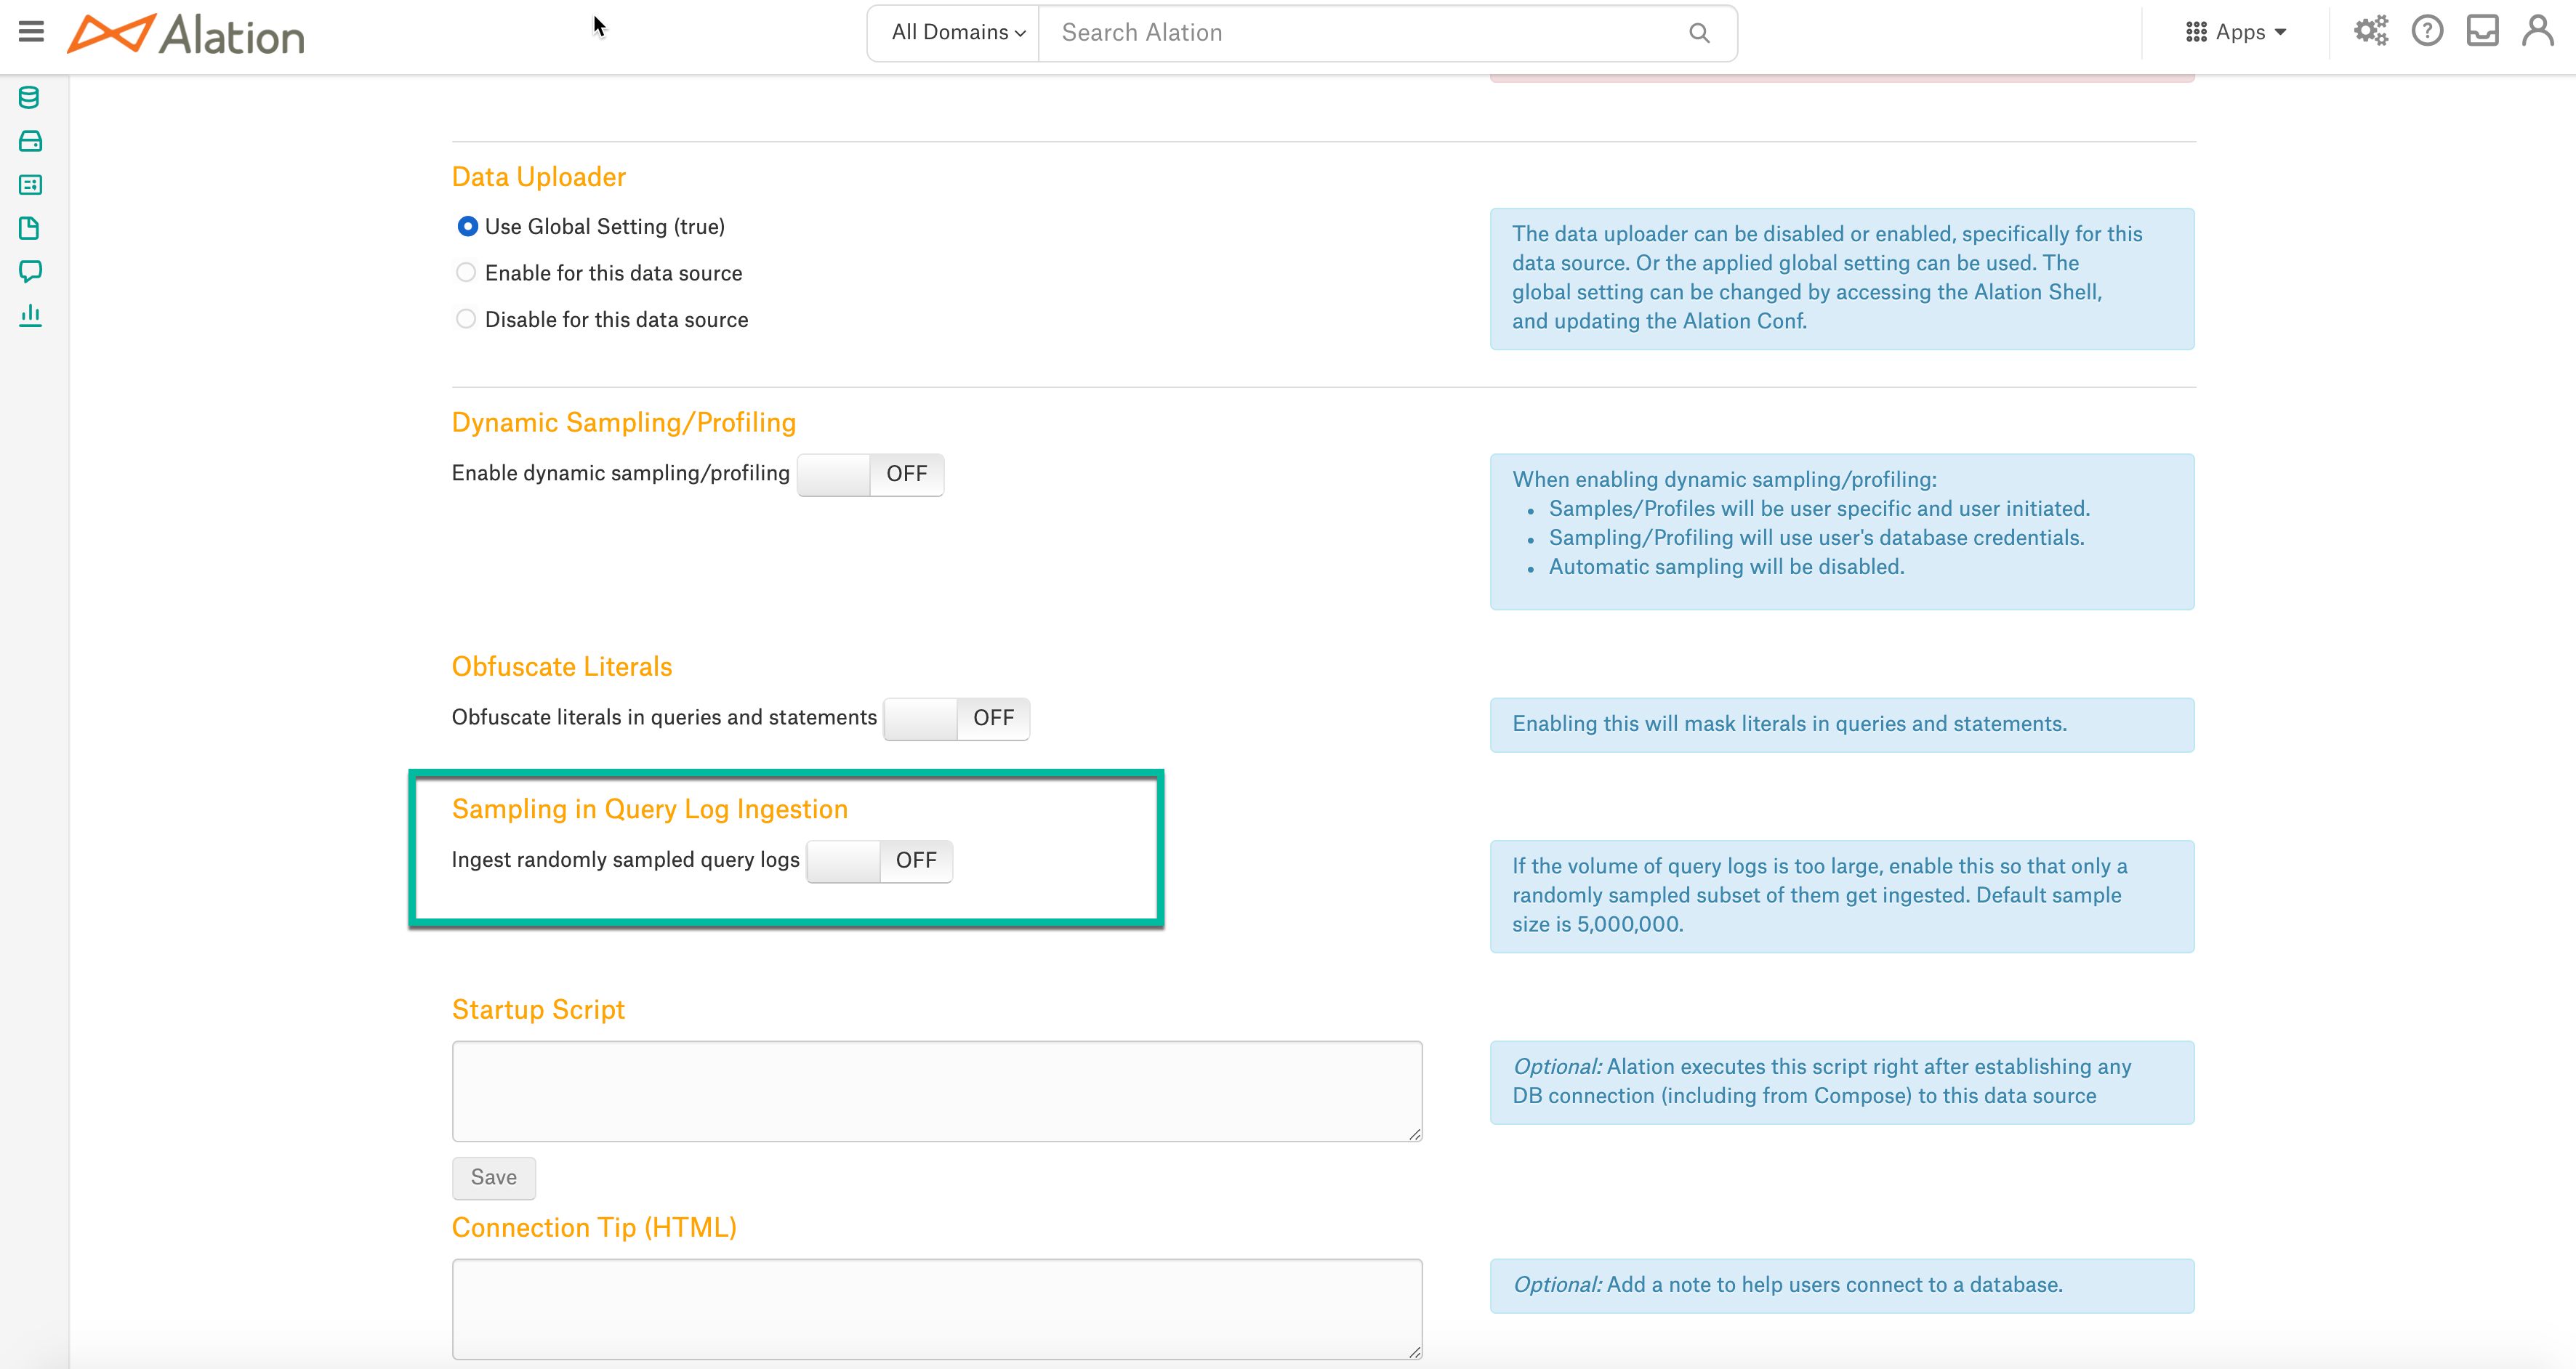 Alation
All Domains
Search Alation
Apps
Data Uploader
Use Global Setting (true)
Enable for this data source
Disable for this data source
The data uploader can be disabled or enabled, specifically for this
data source. Or the applied global setting can be used. The
global setting can be changed by accessing the Alation Shell,
and updating the Alation Conf.
Dynamic Sampling/Profiling
Enable dynamic sampling/profiling OFF
When enabling dynamic sampling/profiling:
• Samples/Profiles will be user specific and user initiated.
• Sampling/Profiling will use user's database credentials.
• Automatic sampling will be disabled.
Obfuscate Literals
Obfuscate literals in queries and statements OFF
Enabling this will mask literals in queries and statements.
Sampling in Query Log Ingestion
Ingest randomly sampled query logs OFF
If the volume of query logs is too large, enable this so that only a
randomly sampled subset of them get ingested. Default sample
size is 5,000,000.
Startup Script
Optional: Alation executes this script right after establishing any
DB connection (including from Compose) to this data source
Save
Connection Tip (HTML)
Optional: Add a note to help users connect to a database.